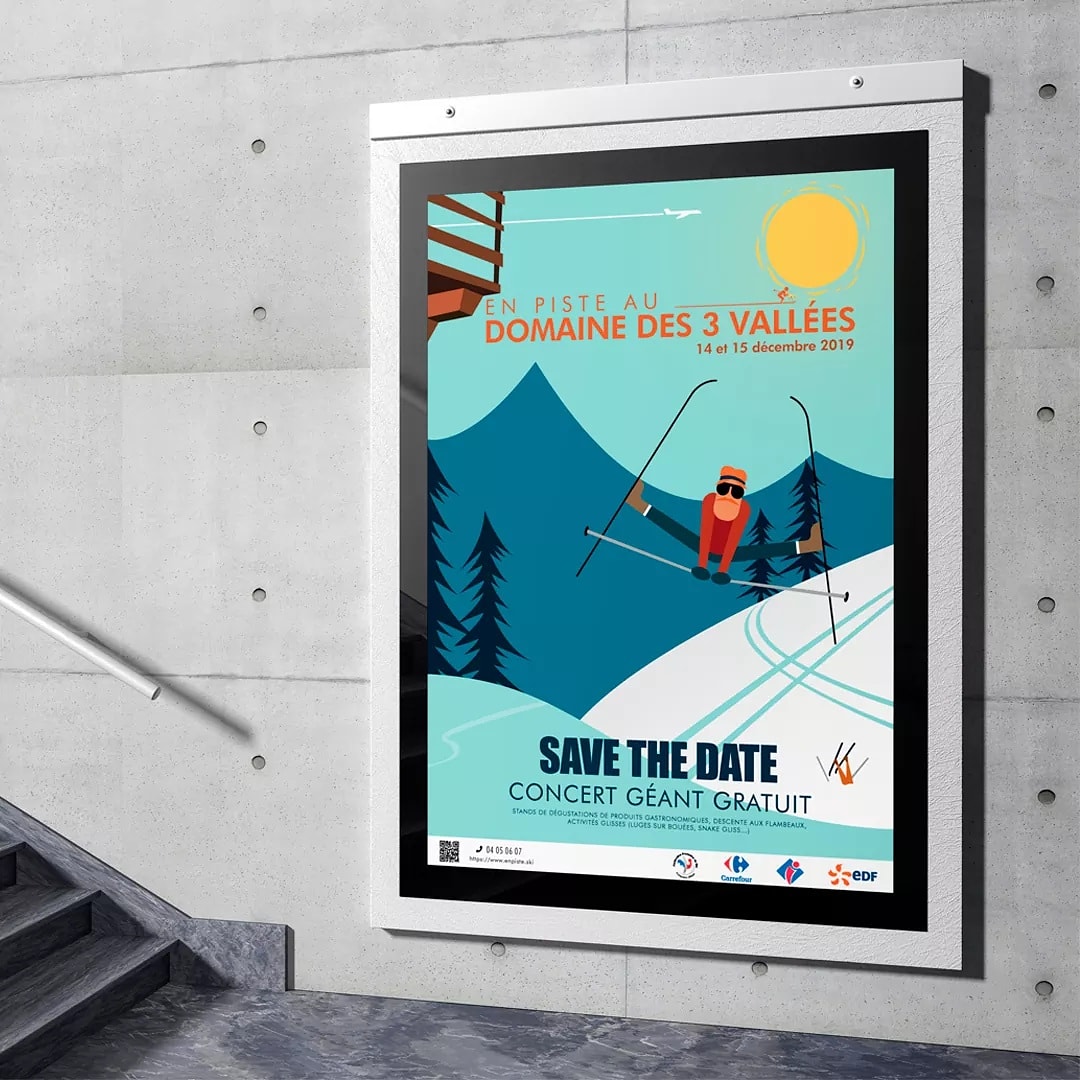 EN PISTE AU
DOMAINE DES 3 VALLÉES
14 et 15 décembre 2019
SAVE THE DATE
CONCERT GÉANT GRATUIT
STANDS DE DÉGUSTATIONS DE PRODUITS GASTRONOMIQUES, DESCENTE AUX FLAMBEAUX,
ACTIVITÉS GLISSES (LUGES SUR BOUÉES, SNAKE GLISS...)
04 05 06 07
https://www.enpiste.ski
Carrefour
eDF